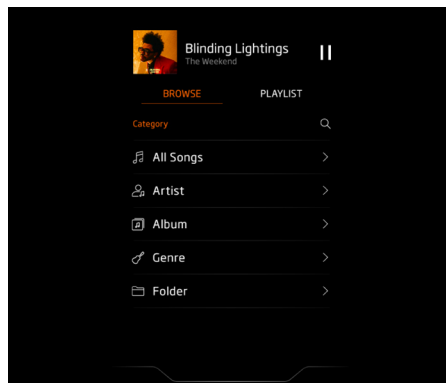 Blinding Lightings
The Weekend
BROWSE
PLAYLIST
Category
All Songs
Artist
Album
Genre
Folder